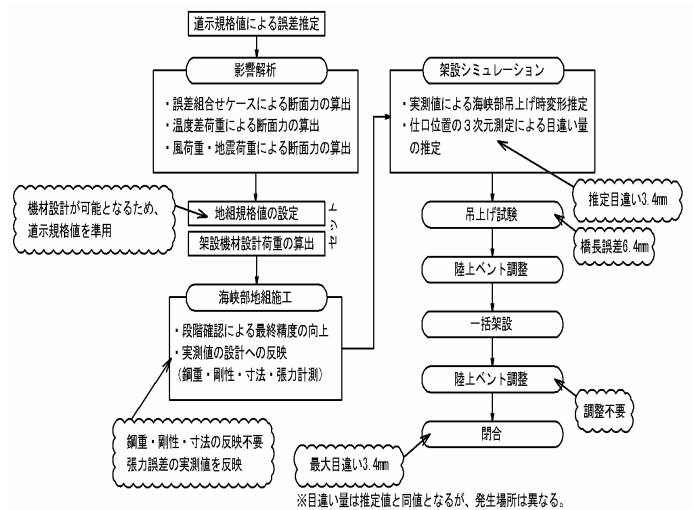 道示規格値による誤差推定
影響解析
・誤差組合せケースによる断面力の算出
・温度差荷重による断面力の算出
・風荷重・地震荷重による断面力の算出
機材設計が可能となるため、
道示規格値を準用
地組規格値の設定
架設機材設計荷重の算出
セット
海峡部地組施工
・段階確認による最終精度の向上
・実測値の設計への反映
(鋼重・剛性・寸法・張力計測)
鋼重・剛性・寸法の反映不要
張力誤差の実測値を反映
架設シミュレーション
・実測値による海峡部吊上げ時変形推定
・仕口位置の3次元測定による目違い量
の推定
推定目違い3.4mm
吊上げ試験
橋長誤差6.4mm
陸上ベント調整
一括架設
陸上ベント調整
調整不要
閉合
最大目違い3.4mm
※目違い量は推定値と同値となるが、発生場所は異なる。